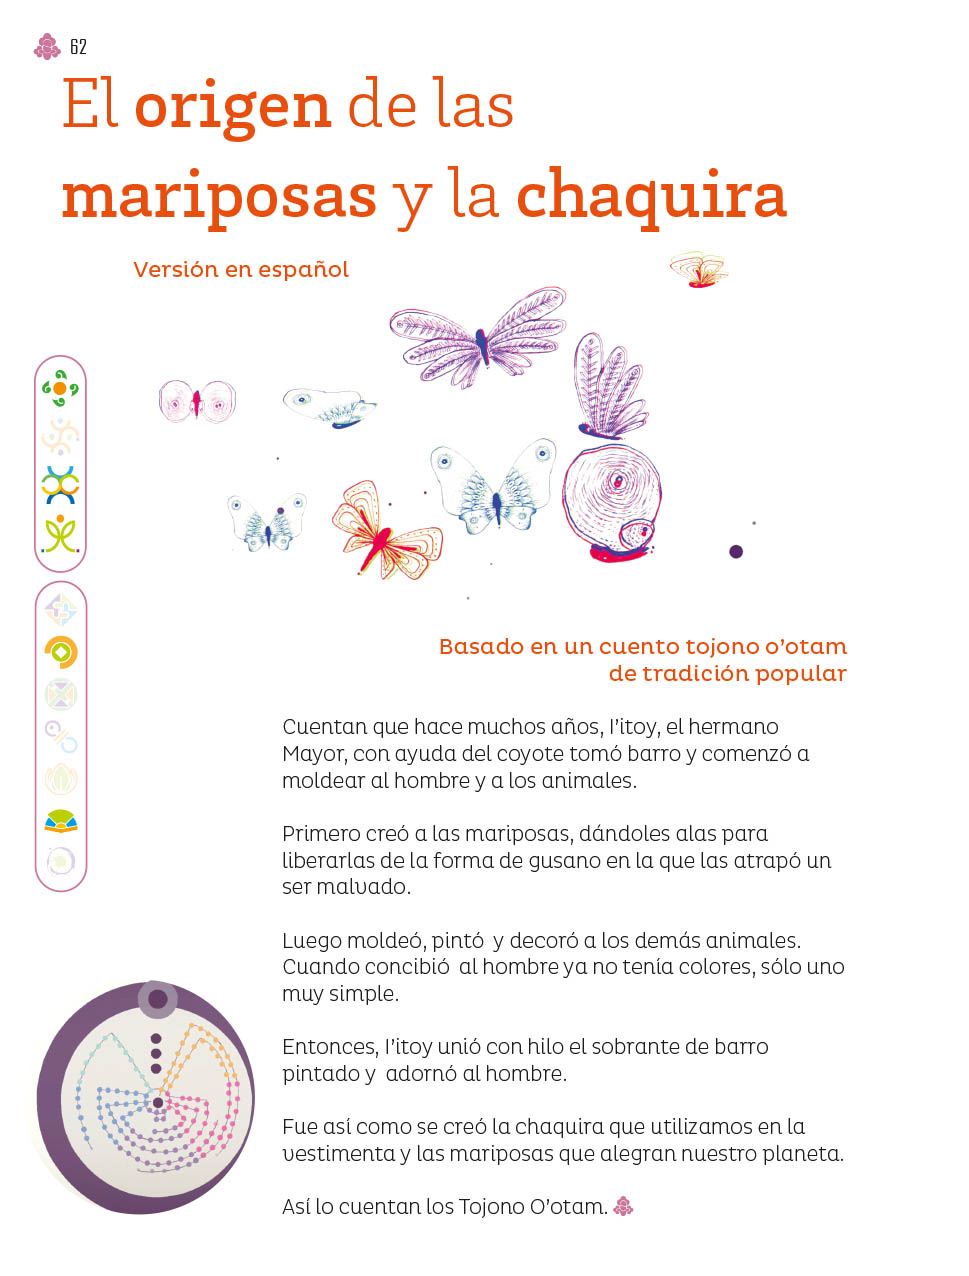 62
El origen de las
mariposas y la chaquira
Versión en español
Basado en un cuento tojono o’otam
de tradición popular
Cuentan que hace muchos años, I’itoy, el hermano
Mayor, con ayuda del coyote tomó barro y comenzó a
moldear al hombre y a los animales.
Primero creó a las mariposas, dándoles alas para
liberarlas de la forma de gusano en la que las atrapó un
ser malvado.
Luego moldeó, pintó y decoró a los demás animales.
Cuando concibió al hombre ya no tenía colores, sólo uno
muy simple.
Entonces, I’itoy unió con hilo el sobrante de barro
pintado y adornó al hombre.
Fue así como se creó la chaquira que utilizamos en la
vestimenta y las mariposas que alegran nuestro planeta.
Así lo cuentan los Tojono O’otam.